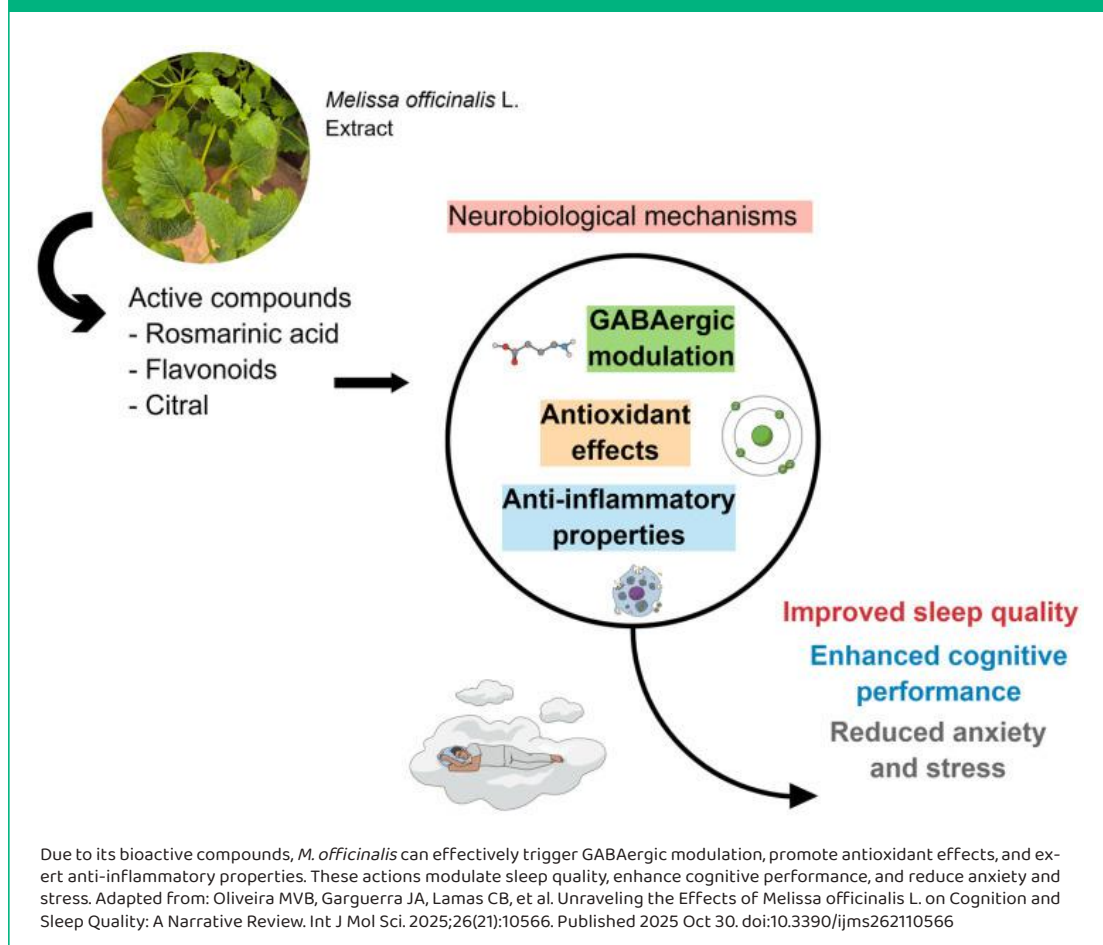 Melissa officinalis L.
Extract
Neurobiological mechanisms
Active compounds
- Rosmarinic acid
- Flavonoids
- Citral
GABAergic
modulation
Antioxidant
effects
Anti-inflammatory
properties
Improved sleep quality
Enhanced cognitive
performance
Reduced anxiety
and stress
Due to its bioactive compounds, M. officinalis can effectively trigger GABAergic modulation, promote antioxidant effects, and ex-
ert anti-inflammatory properties. These actions modulate sleep quality, enhance cognitive performance, and reduce anxiety and
stress. Adapted from: Oliveira MVB, Garguerra JA, Lamas CB, et al. Unraveling the Effects of Melissa officinalis L. on Cognition and
Sleep Quality: A Narrative Review. Int J Mol Sci. 2025;26(21):10566. Published 2025 Oct 30. doi:10.3390/ijms262110566